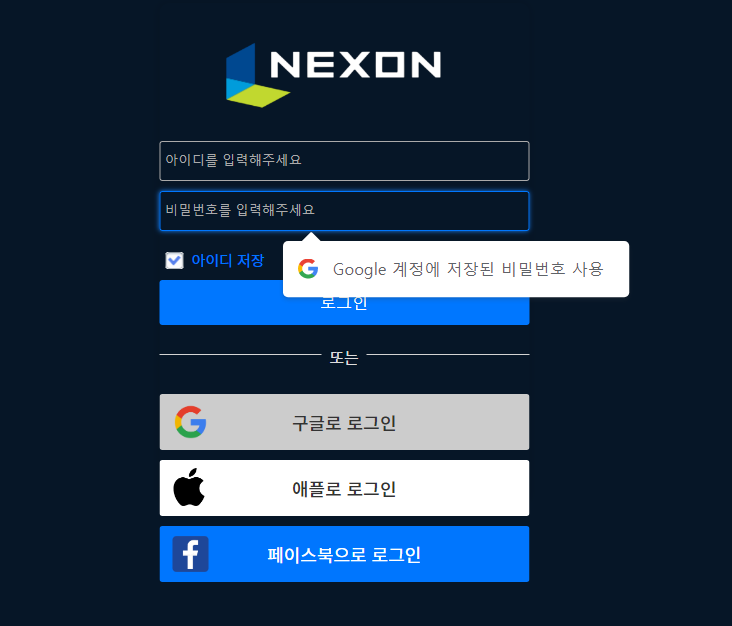 NEXON
아이디를 입력해주세요
비밀번호를 입력해주세요
아이디 저장
Google 계정에 저장된 비밀번호 사용
로그인
또는
구글로 로그인
애플로 로그인
페이스북으로 로그인